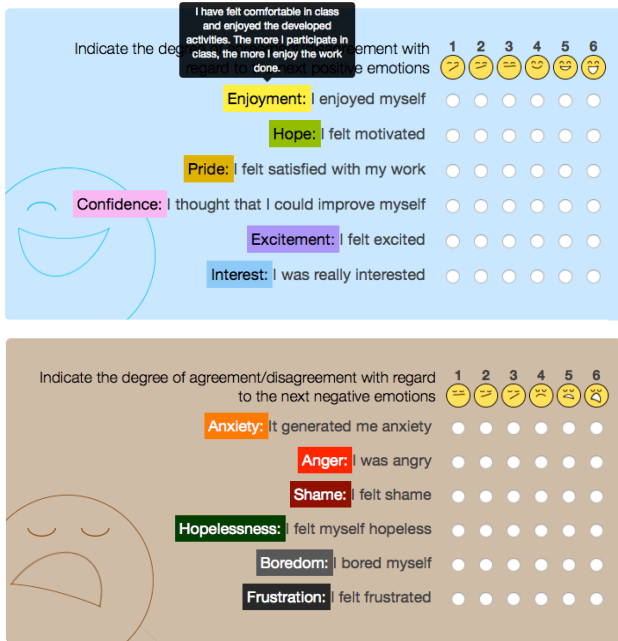 I have felt comfortable in class
and enjoyed the developed
activities. The more I participate in
class, the more I enjoy the work
done.
Indicate the degree of agreement with
regard to the next positive emotions
1 2 3 4 5 6
Enjoyment: I enjoyed myself
Hope: I felt motivated
Pride: I felt satisfied with my work
Confidence: I thought that I could improve myself
Excitement: I felt excited
Interest: I was really interested
Indicate the degree of agreement/disagreement with regard
to the next negative emotions
1 2 3 4 5 6
Anxiety: It generated me anxiety
Anger: I was angry
Shame: I felt shame
Hopelessness: I felt myself hopeless
Boredom: I bored myself
Frustration: I felt frustrated